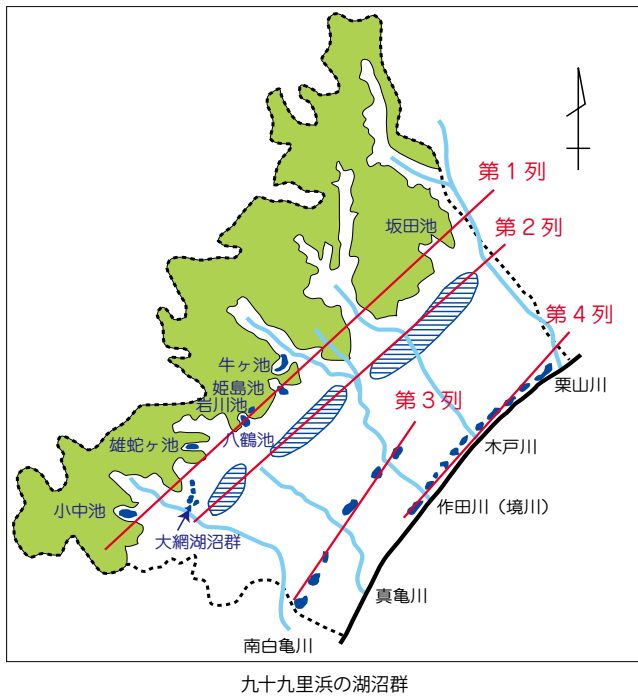 第1列
坂田池
第2列
第4列
牛ヶ池
栗山川
姫島池
第3列
岩川池
八鶴池
木戸川
雄蛇ヶ池
小中池
作田川（境川）
大網湖沼群
真亀川
南白亀川
九十九里浜の湖沼群